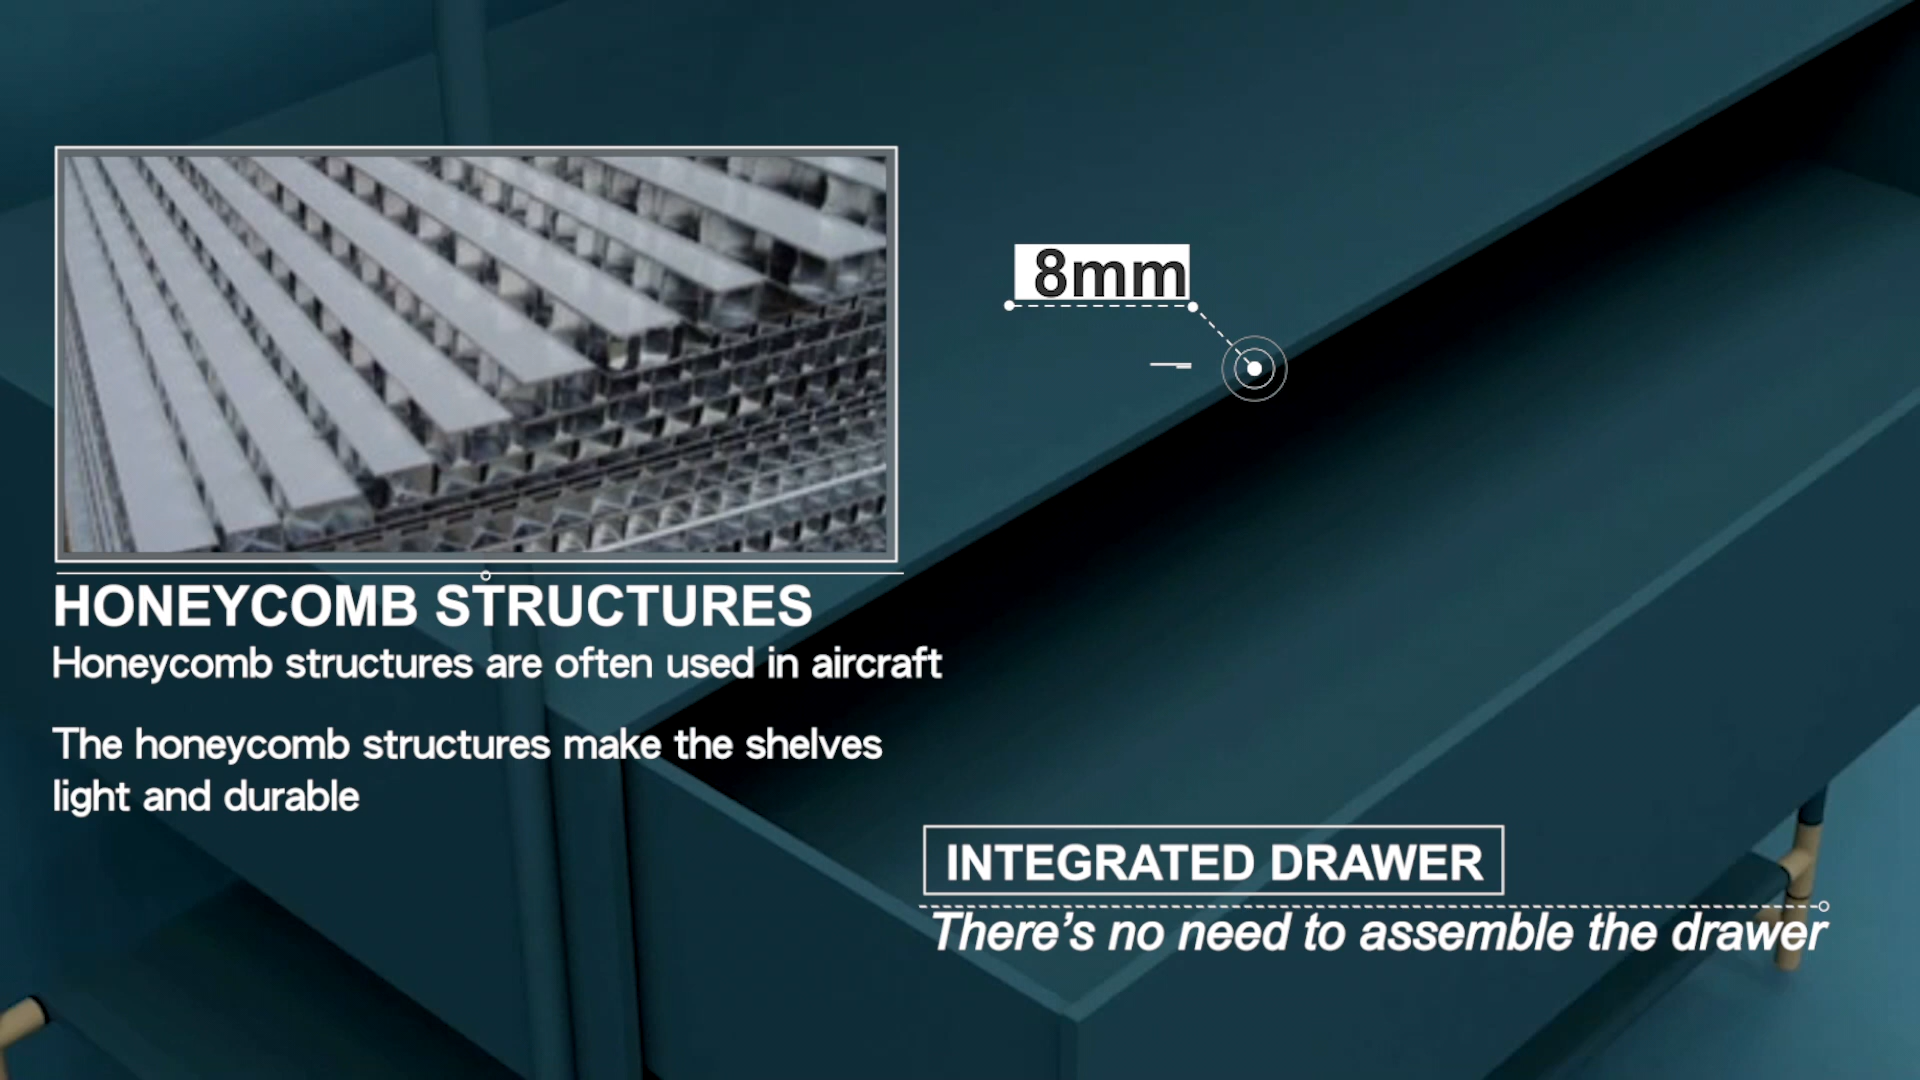 8mm
HONEYCOMB STRUCTURES
Honeycomb structures are often used in aircraft
The honeycomb structures make the shelves
light and durable
INTEGRATED DRAWER
There's no need to assemble the drawer